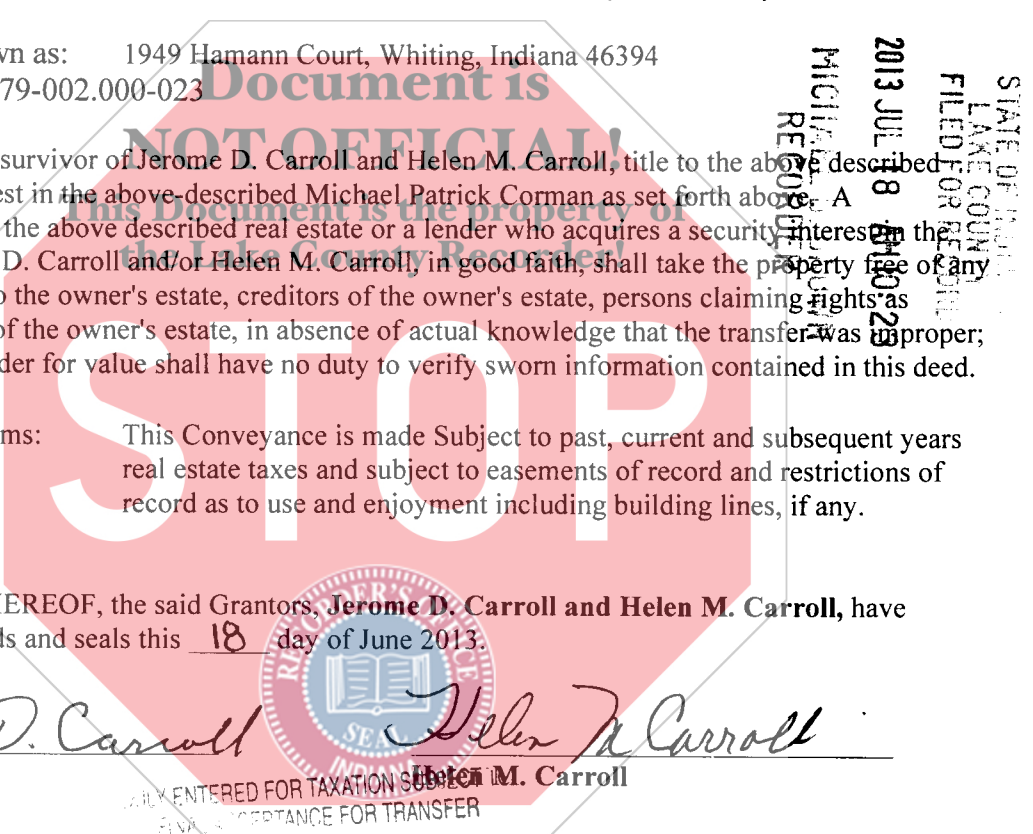 wn as: 1949 Hamann Court, Whiting, Indiana 46394
79-002.000-023
Document is
NOT OFFICIAL!
This Document is the property of
the Lake County Recorder!
survivor of Jerome D. Carroll and Helen M. Carroll, title to the above described
est in the above-described Michael Patrick Corman as set forth above. A
the above described real estate or a lender who acquires a security interest in the
D. Carroll and/or Helen M. Carroll, in good faith, shall take the property free of any
o the owner's estate, creditors of the owner's estate, persons claiming rights as
of the owner's estate, in absence of actual knowledge that the transfer was improper;
der for value shall have no duty to verify sworn information contained in this deed.
STOP
ms: This Conveyance is made Subject to past, current and subsequent years
real estate taxes and subject to easements of record and restrictions of
record as to use and enjoyment including building lines, if any.
EREOF, the said Grantors, Jerome D. Carroll and Helen M. Carroll, have
ds and seals this 18 day of June 2013.
RECORDER'S OFFICE
SEAL
INDIANA
D. Carroll Helen M Carroll
Helen M. Carroll
ENTERED FOR TAXATION SUBJECT
ACCEPTANCE FOR TRANSFER
STATE OF
LAKE COUNTY
FILED FOR RECORD
2013 JUL 18
RECORDER